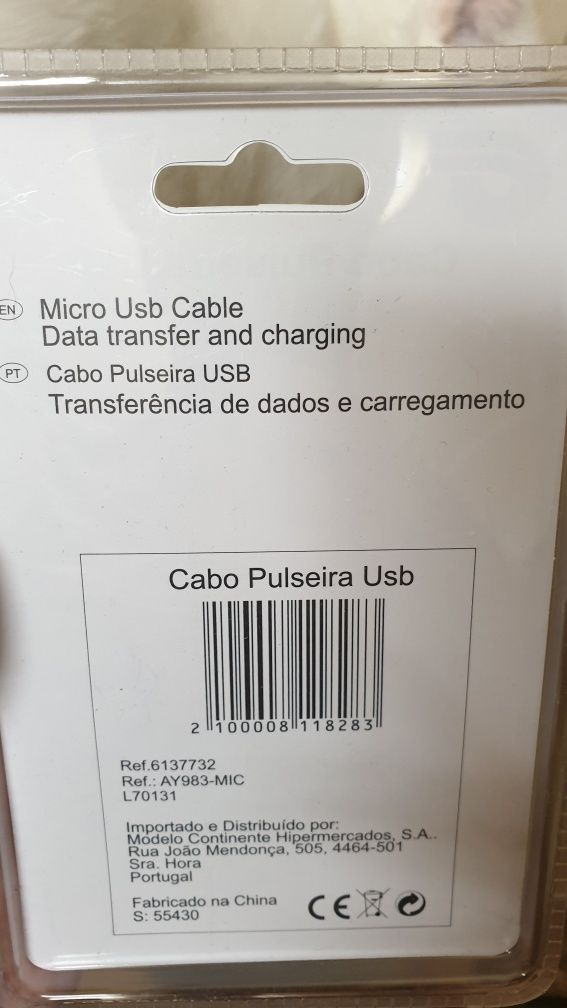 EN Micro Usb Cable
Data transfer and charging
PT Cabo Pulseira USB
Transferência de dados e carregamento
Cabo Pulseira Usb
2 100008 118283
Ref.6137732
Ref.: AY983-MIC
L70131
Importado e Distribuído por:
Modelo Continente Hipermercados, S.A..
Rua João Mendonça, 505, 4464-501
Sra. Hora
Portugal
Fabricado na China
S: 55430
CE